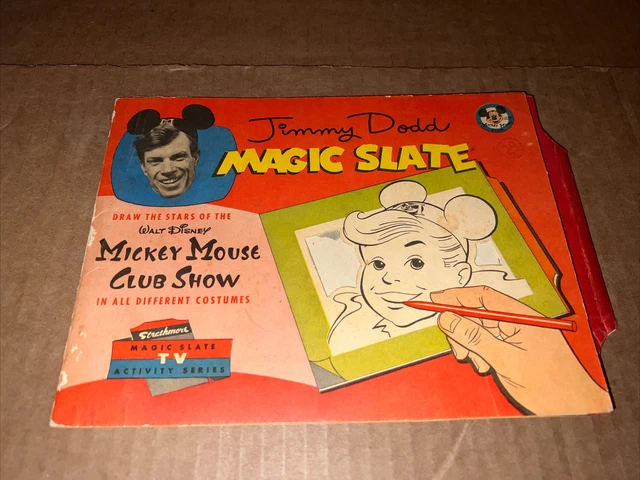 Jimmy Dodd
MAGIC SLATE
DRAW THE STARS OF THE
WALT DISNEY
MICKEY MOUSE
CLUB SHOW
IN ALL DIFFERENT COSTUMES
Strathmore
MAGIC SLATE
TV
ACTIVITY SERIES